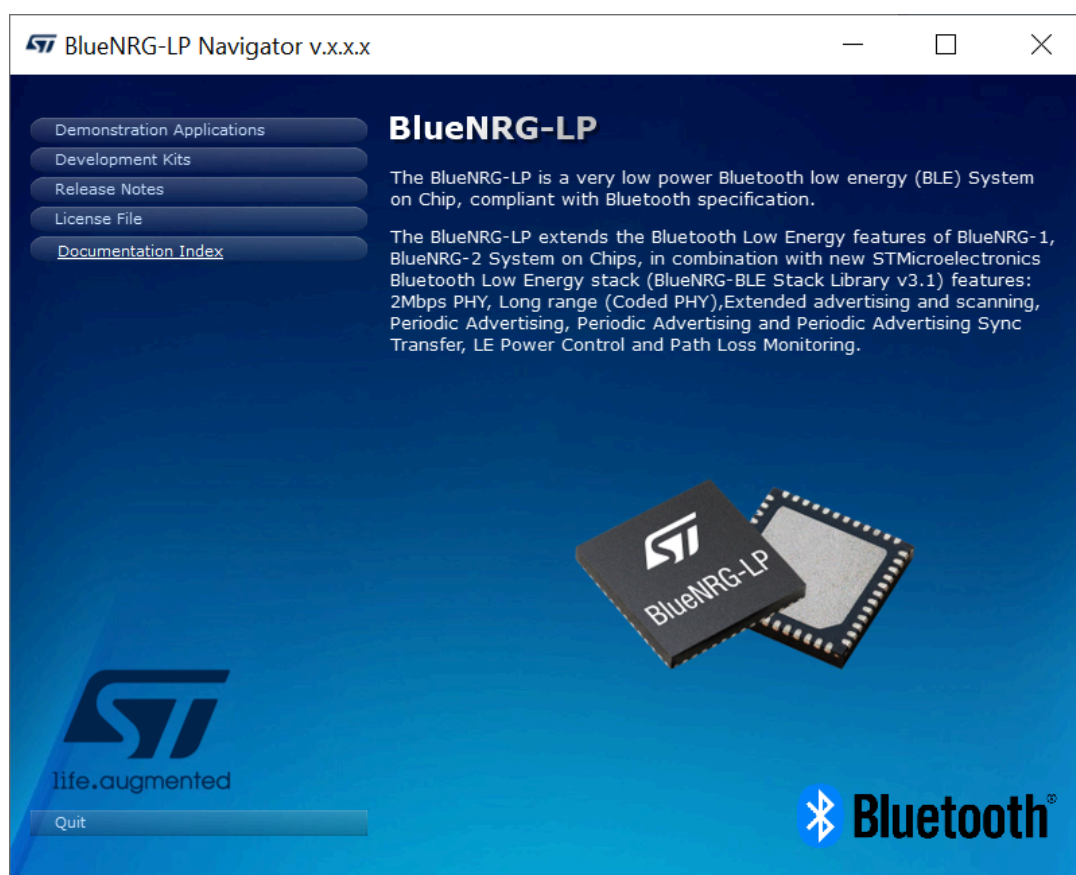 BlueNRG-LP Navigator v.x.x.x
Demonstration Applications
Development Kits
Release Notes
License File
Documentation Index
BlueNRG-LP
The BlueNRG-LP is a very low power Bluetooth low energy (BLE) System
on Chip, compliant with Bluetooth specification.
The BlueNRG-LP extends the Bluetooth Low Energy features of BlueNRG-1,
BlueNRG-2 System on Chips, in combination with new STMicroelectronics
Bluetooth Low Energy stack (BlueNRG-BLE Stack Library v3.1) features:
2Mbps PHY, Long range (Coded PHY),Extended advertising and scanning,
Periodic Advertising, Periodic Advertising and Periodic Advertising Sync
Transfer, LE Power Control and Path Loss Monitoring.
ST
BlueNRG-LP
ST
life.augmented
Quit
Bluetooth®